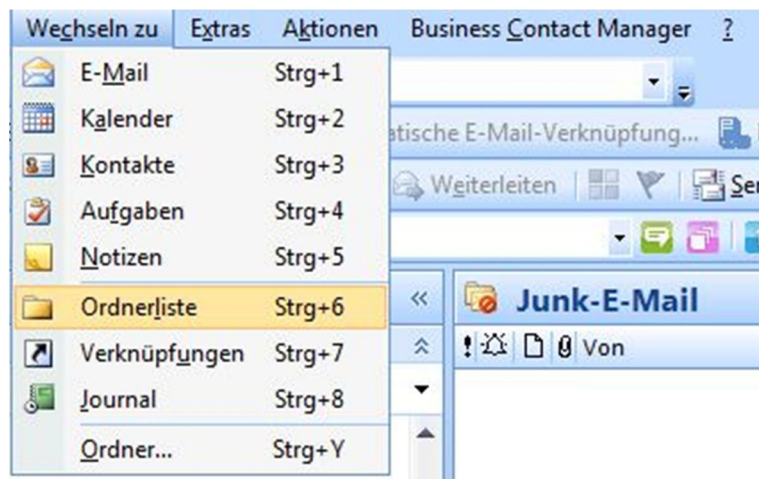 Wechseln zu Extras Aktionen Business Contact Manager ?
E-Mail Strg+1
Kalender Strg+2
atische E-Mail-Verknüpfung...
Kontakte Strg+3
Weiterleiten
Aufgaben Strg+4
Notizen Strg+5
Ordnerliste Strg+6
Junk-E-Mail
Verknüpfungen Strg+7
Von
Journal Strg+8
Ordner... Strg+Y